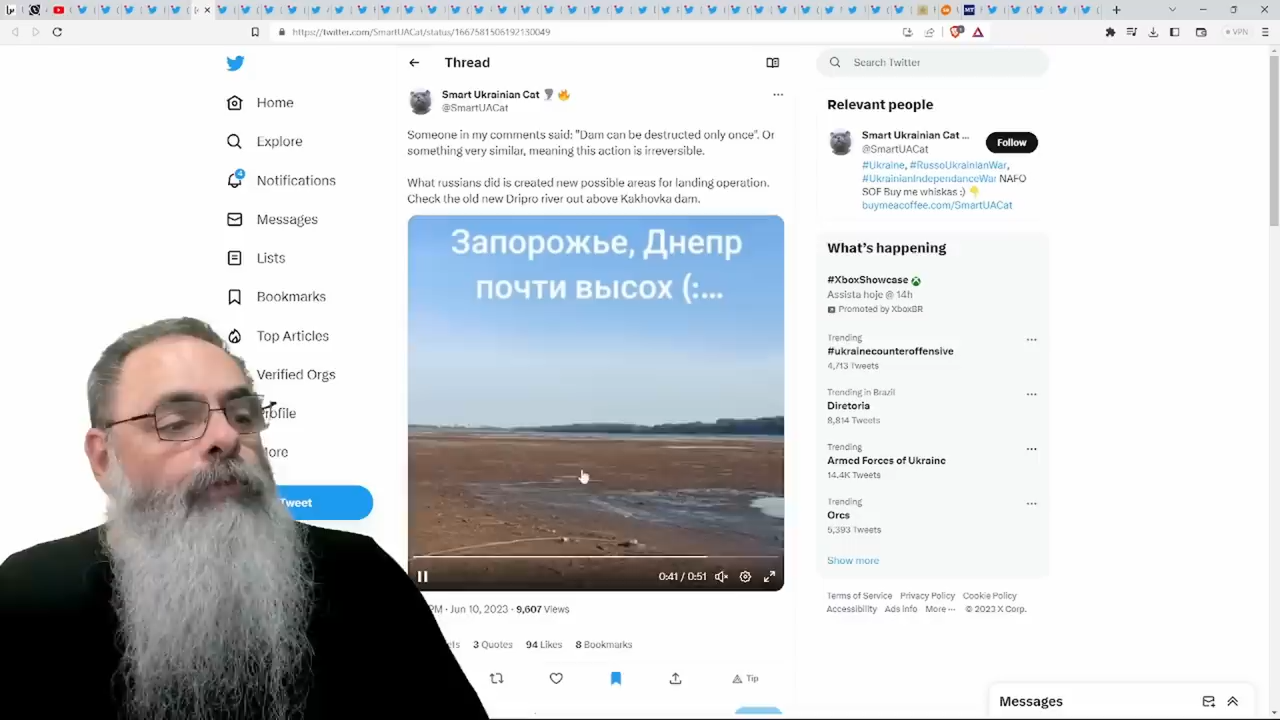 https://twitter.com/SmartUACat/status/1667581506192130049
VPN
Home
Explore
4
Notifications
Messages
Lists
Bookmarks
Top Articles
Verified Orgs
rofile
ore
Tweet
Thread
Smart Ukrainian Cat
@SmartUACat
Someone in my comments said: "Dam can be destructed only once". Or
something very similar, meaning this action is irreversible.
What russians did is created new possible areas for landing operation.
Check the old new Dnipro river out above Kakhovka dam.
Запорожье, Днепр
почти высох (:...
0:41 / 0:51
PM · Jun 10, 2023 · 9,607 Views
ets 3 Quotes 94 Likes 8 Bookmarks
Tip
Search Twitter
Relevant people
Smart Ukrainian Cat ...
@SmartUACat
Follow
#Ukraine, #RussoUkrainianWar,
#UkrainianIndependanceWar NAFO
SOF Buy me whiskas :)
buymeacoffee.com/SmartUACat
What's happening
#XboxShowcase
Assista hoje @ 14h
Promoted by XboxBR
Trending
#ukrainecounteroffensive
4,713 Tweets
Trending in Brazil
Diretoria
8,814 Tweets
Trending
Armed Forces of Ukraine
14.4K Tweets
Trending
Orcs
5,393 Tweets
Show more
Terms of Service Privacy Policy Cookie Policy
Accessibility Ads info More ··· © 2023 X Corp.
Messages